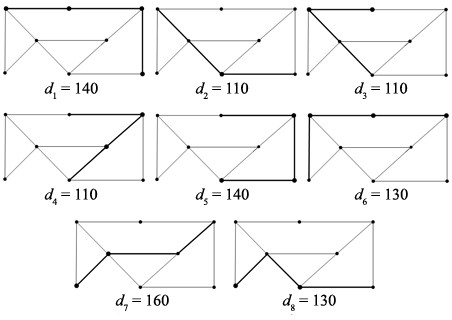 d₁ = 140
d₂ = 110
d₃ = 110
d₄ = 110
d₅ = 140
d₆ = 130
d₇ = 160
d₈ = 130